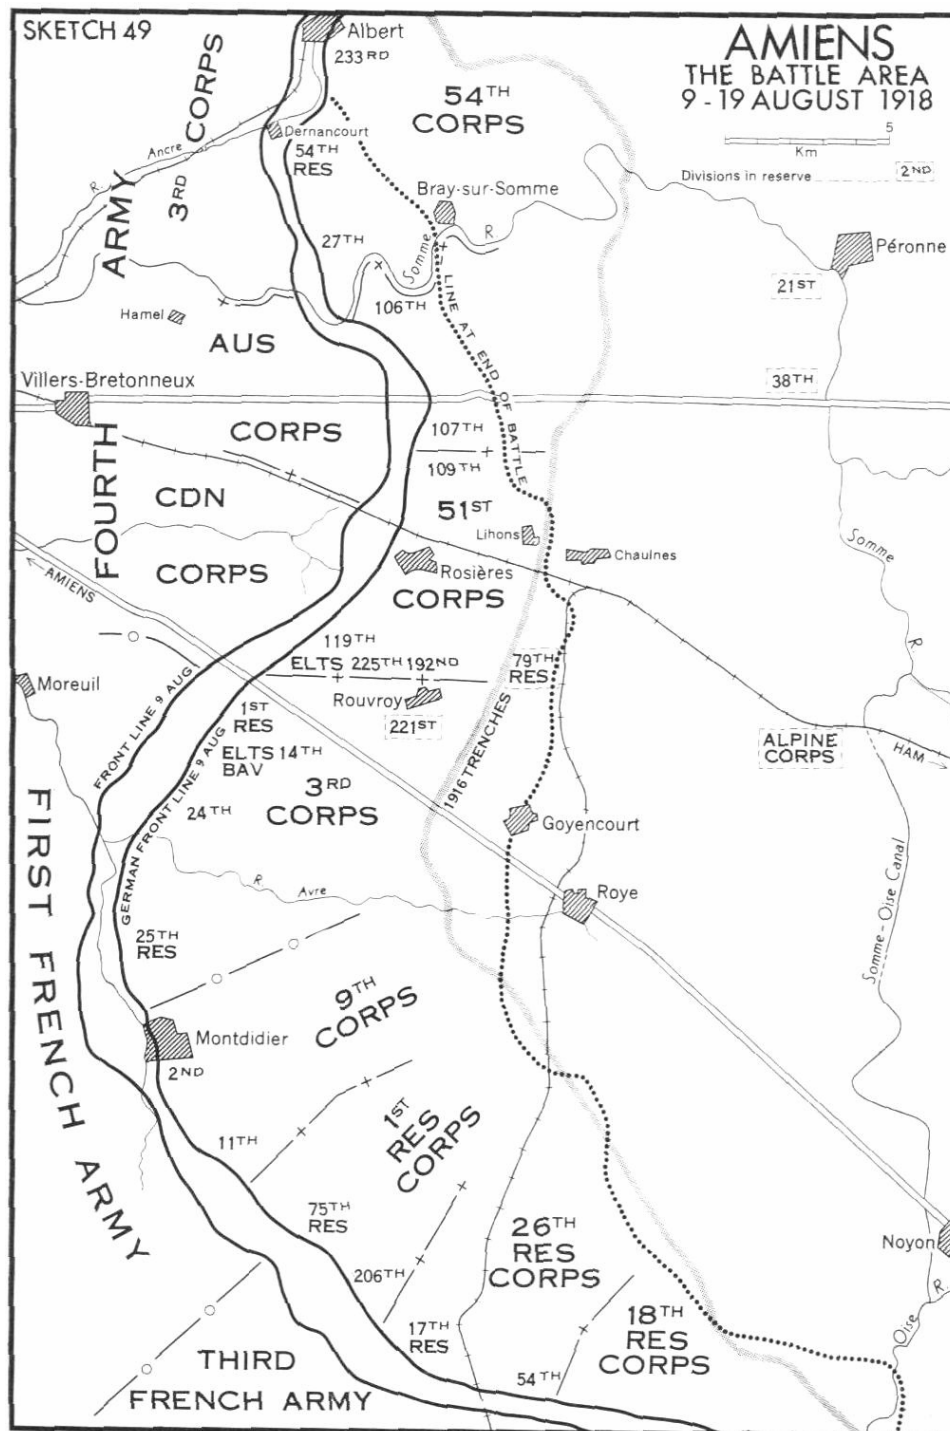 SKETCH 49
AMIENS
THE BATTLE AREA
9 - 19 AUGUST 1918
5
Km
Divisions in reserve
2ND
Albert
233RD
3RD
CORPS
54TH
CORPS
R. Ancre
Dernancourt
54TH
RES
Bray-sur-Somme
27TH
Somme R.
Péronne
21ST
106TH
FOURTH ARMY
Hamel
AUS
CORPS
LINE AT END OF BATTLE
38TH
Villers-Bretonneux
107TH
109TH
CDN
CORPS
51ST
CORPS
Lihons
Chaulnes
Rosières
Somme R.
AMIENS
119TH
ELTS 225TH 192ND
79TH
RES
Moreuil
Rouvroy
221ST
FRONT LINE 9 AUG
GERMAN FRONT LINE 9 AUG
1ST
RES
ELTS 14TH
BAV
1916 TRENCHES
ALPINE
CORPS
HAM
24TH
3RD
CORPS
Goyencourt
R. Avre
Roye
Somme - Oise Canal
FIRST FRENCH ARMY
25TH
RES
9TH
CORPS
Montdidier
2ND
1ST
RES
CORPS
11TH
75TH
RES
26TH
RES
CORPS
Noyon
206TH
17TH
RES
18TH
RES
CORPS
Oise R.
THIRD
FRENCH ARMY
54TH